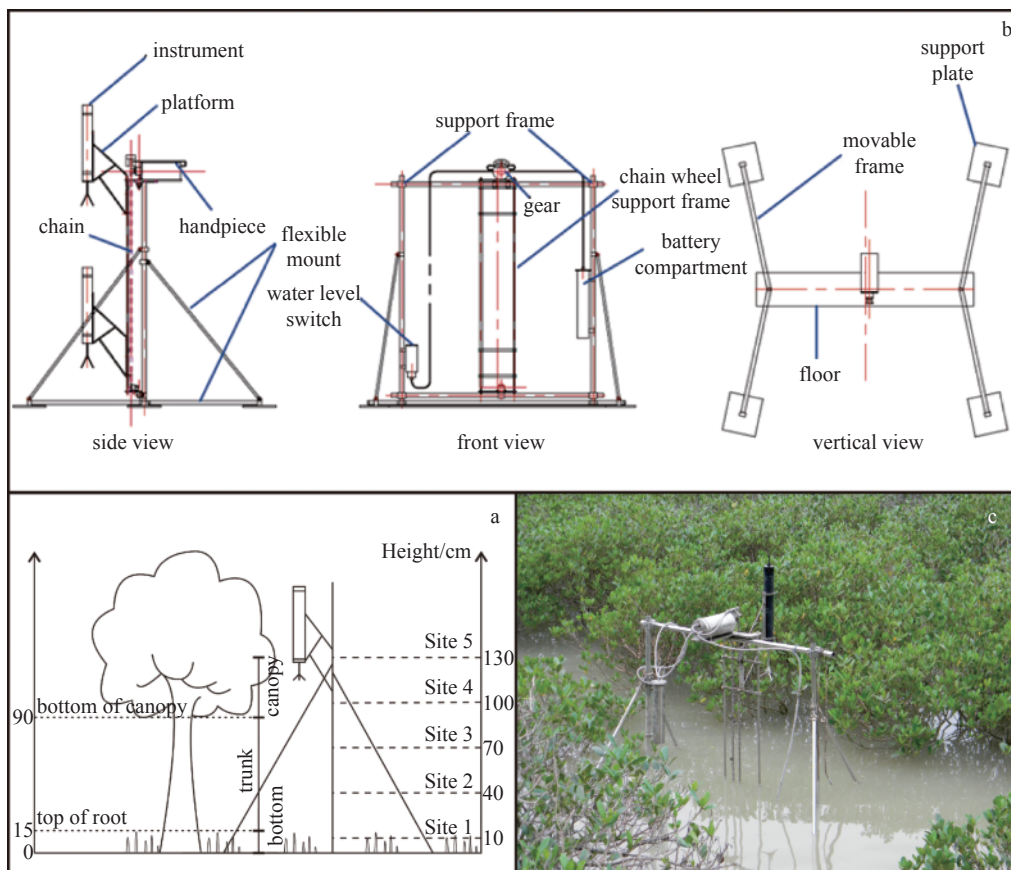 b
instrument
platform
chain
handpiece
flexible
mount
side view
support frame
gear
chain wheel
support frame
battery
compartment
water level
switch
front view
support
plate
movable
frame
floor
vertical view
a
Height/cm
Site 5
130
canopy
Site 4
100
bottom of canopy
90
Site 3
70
trunk
Site 2
40
top of root
15
bottom
Site 1
10
0
c